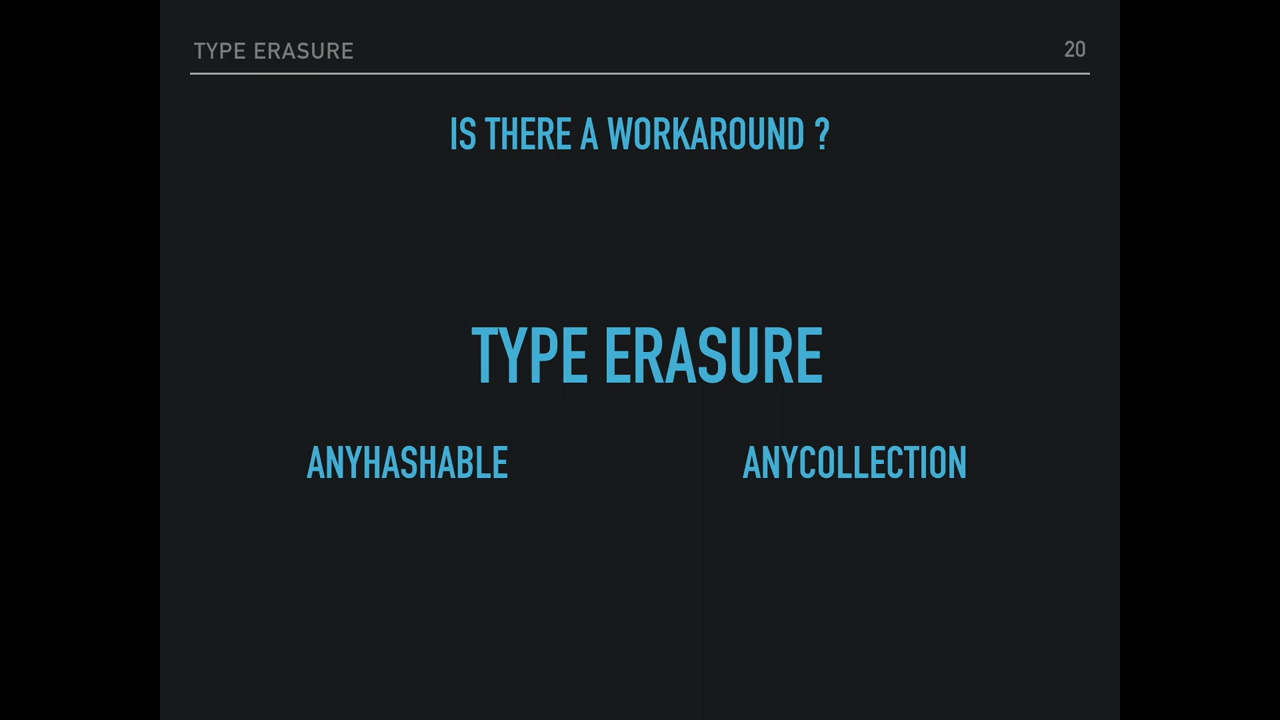 TYPE ERASURE
20
IS THERE A WORKAROUND ?
TYPE ERASURE
ANYHASHABLE
ANYCOLLECTION